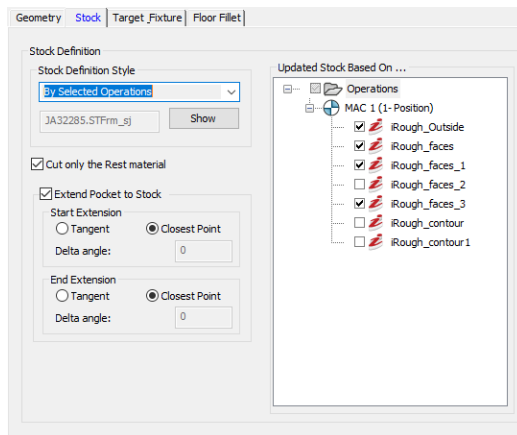 Geometry Stock Target_Fixture Floor Fillet
Stock Definition
Stock Definition Style
By Selected Operations
JA32285.STFrm_sj Show
Cut only the Rest material
Extend Pocket to Stock
Start Extension
Tangent Closest Point
Delta angle: 0
End Extension
Tangent Closest Point
Delta angle: 0
Updated Stock Based On ...
Operations
MAC 1 (1- Position)
iRough_Outside
iRough_faces
iRough_faces_1
iRough_faces_2
iRough_faces_3
iRough_contour
iRough_contour1